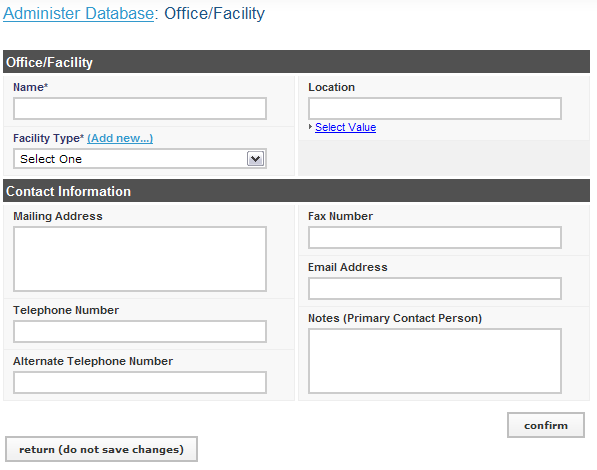 Administer Database: Office/Facility
Office/Facility
Name*
Location
Select Value
Facility Type* (Add new...)
Select One
Contact Information
Mailing Address
Fax Number
Email Address
Telephone Number
Notes (Primary Contact Person)
Alternate Telephone Number
confirm
return (do not save changes)